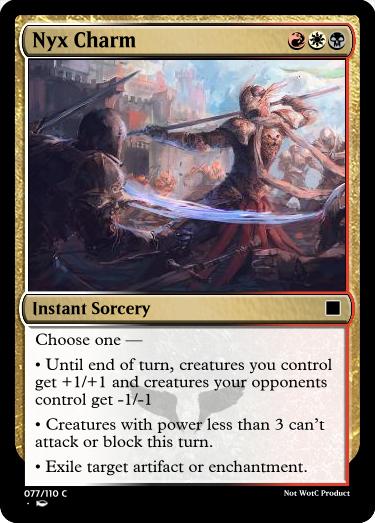 Nyx Charm
Instant Sorcery
Choose one —
• Until end of turn, creatures you control
get +1/+1 and creatures your opponents
control get -1/-1
• Creatures with power less than 3 can't
attack or block this turn.
• Exile target artifact or enchantment.
077/110 C
Not WotC Product